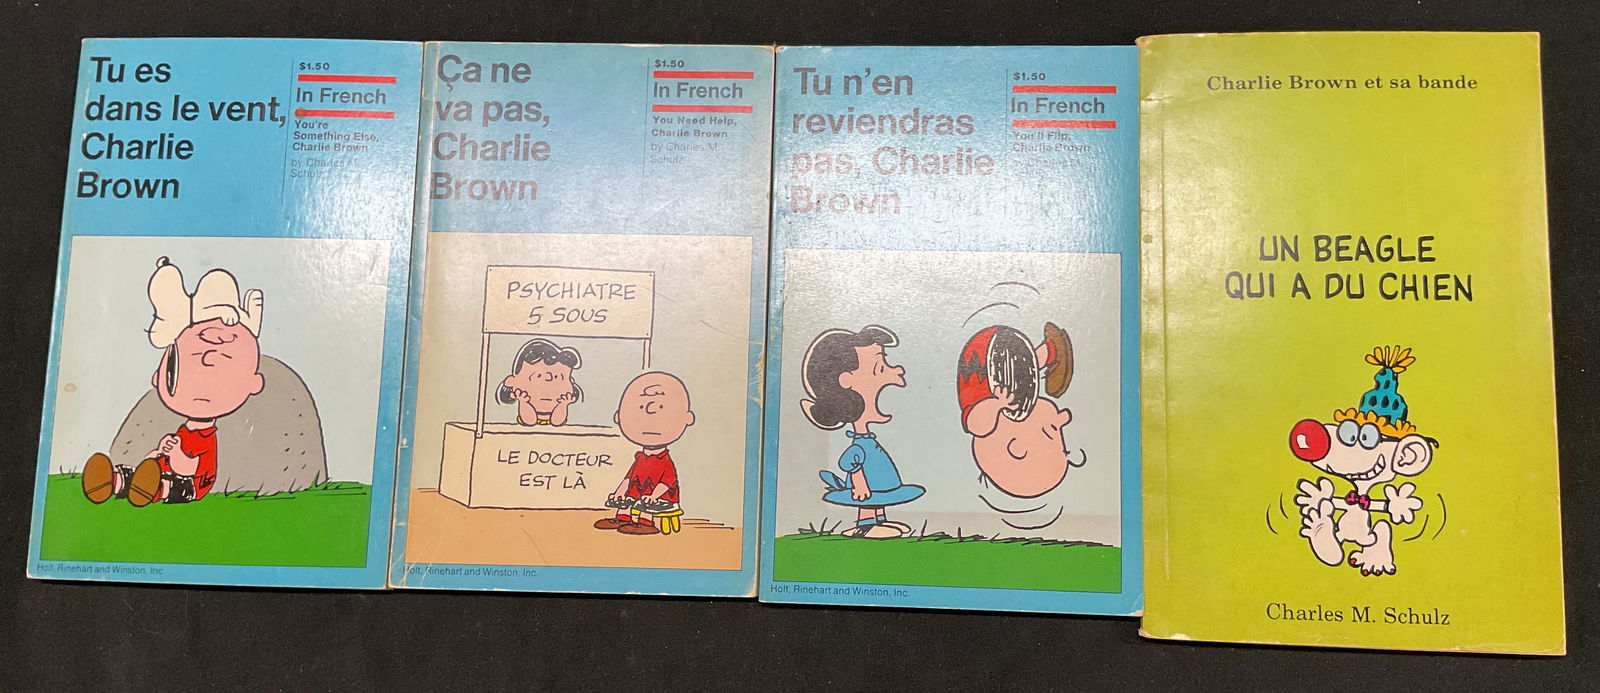 Tu es
dans le vent,
Charlie
Brown
$1.50
In French
You're
Something Else,
Charlie Brown
by Charles M.
Schulz
Holt, Rinehart and Winston, Inc.
Ça ne
va pas,
Charlie
Brown
$1.50
In French
You Need Help,
Charlie Brown
by Charles M.
Schulz
PSYCHIATRE
5 SOUS
LE DOCTEUR
EST LÀ
Holt, Rinehart and Winston, Inc.
Tu n'en
reviendras
pas, Charlie
Brown
$1.50
In French
You'll Flip,
Charlie Brown
by Charles M.
Schulz
Holt, Rinehart and Winston, Inc.
Charlie Brown et sa bande
UN BEAGLE
QUI A DU CHIEN
Charles M. Schulz